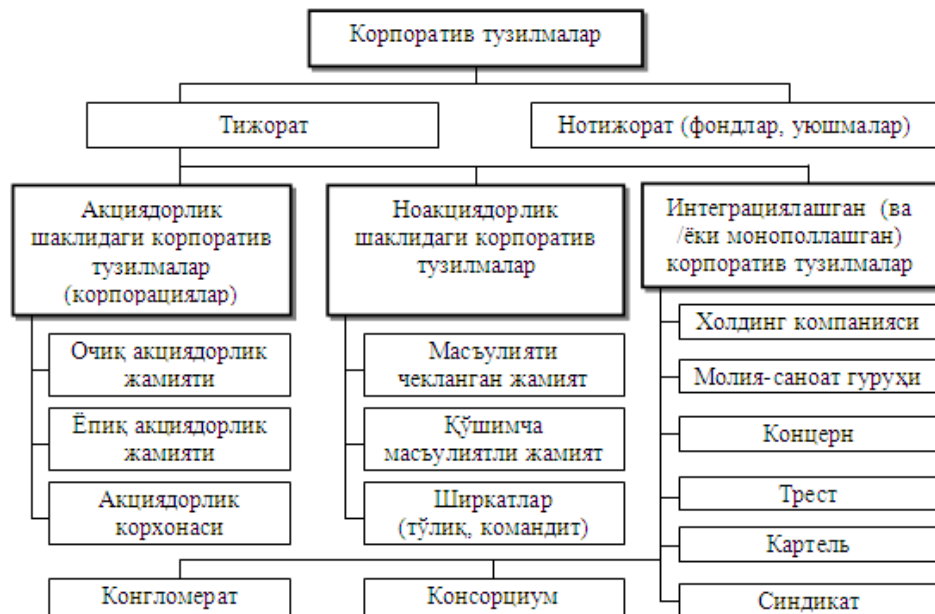 Корпоратив тузилмалар
Тижорат
Нотижорат (фондлар, уюшмалар)
Акциядорлик
шаклидаги корпоратив
тузилмалар
(корпорациялар)
Очиқ акциядорлик
жамияти
Ёпиқ акциядорлик
жамияти
Акциядорлик
корхонаси
Ноакциядорлик
шаклидаги корпоратив
тузилмалар
Масъулияти
чекланган жамият
Қўшимча
масъулиятли жамият
Ширкатлар
(тўлиқ, командит)
Интеграциялашган (ва
/ёки монополлашган)
корпоратив тузилмалар
Холдинг компанияси
Молия-саноат гуруҳи
Концерн
Трест
Картель
Синдикат
Консорциум
Конгломерат